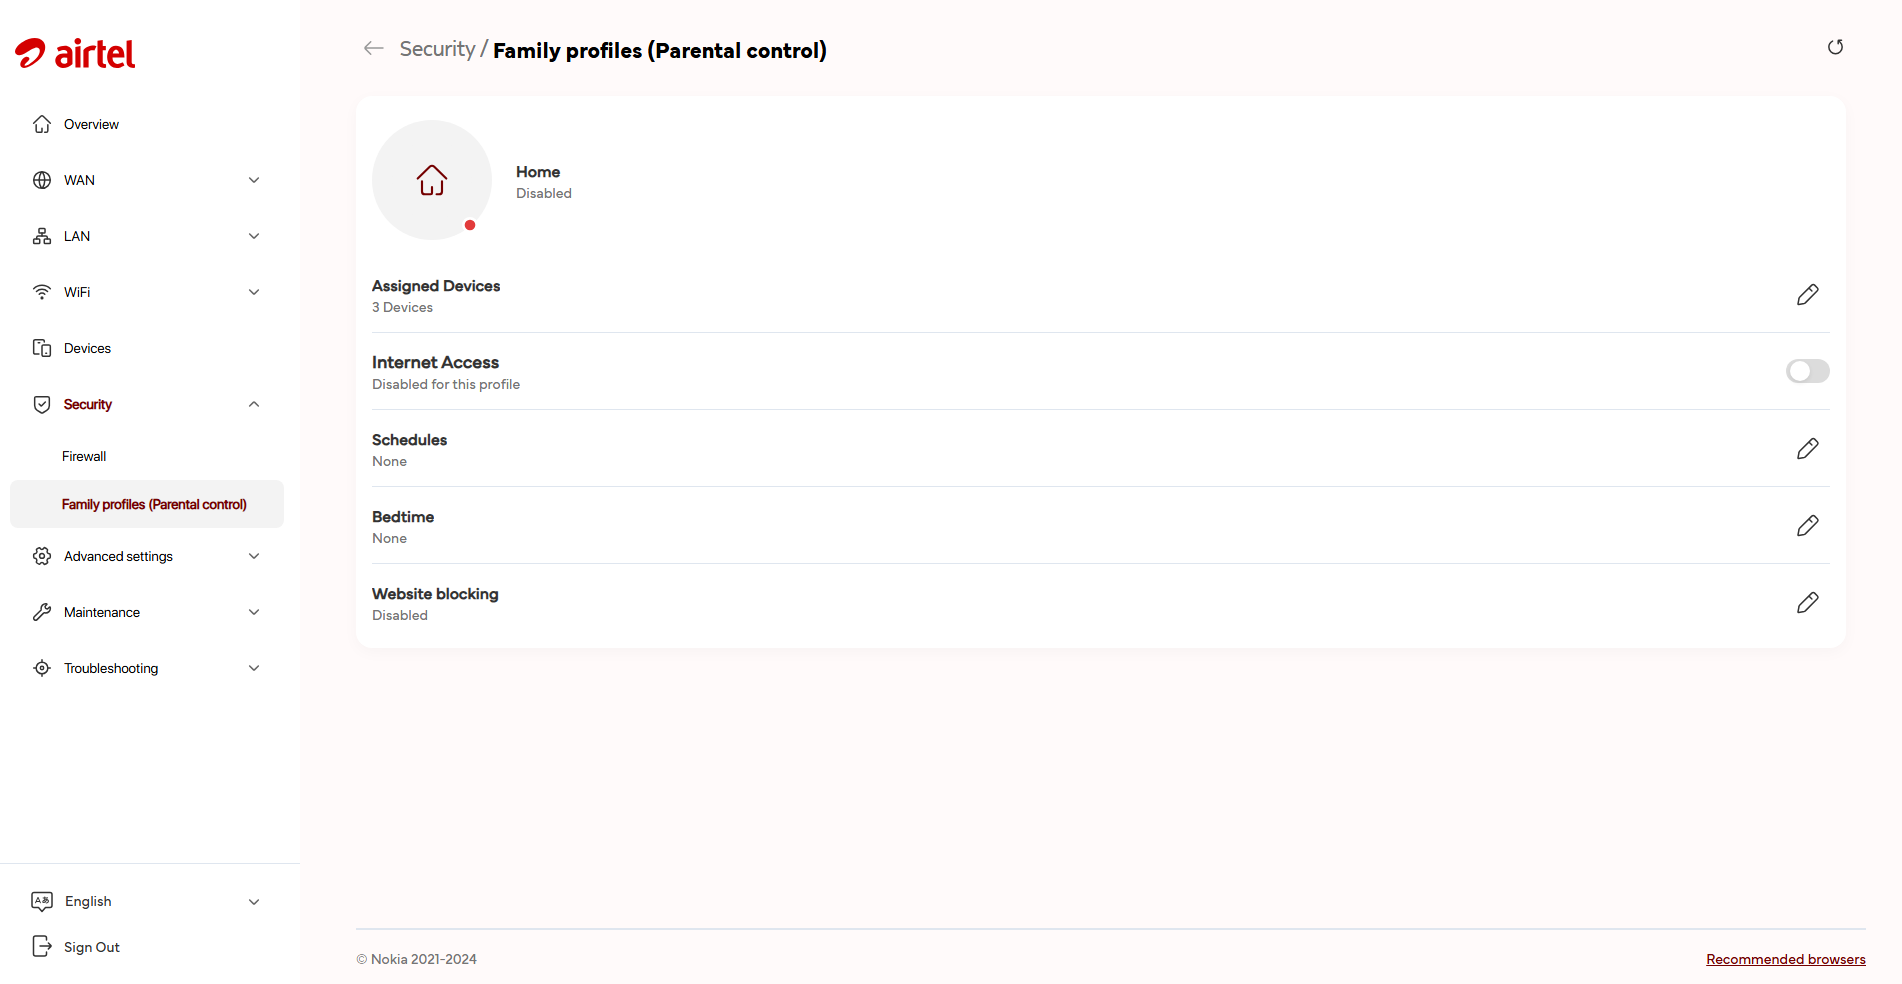 airtel
Overview
WAN
LAN
WiFi
Devices
Security
Firewall
Family profiles (Parental control)
Advanced settings
Maintenance
Troubleshooting
English
Sign Out
Security / Family profiles (Parental control)
Home
Disabled
Assigned Devices
3 Devices
Internet Access
Disabled for this profile
Schedules
None
Bedtime
None
Website blocking
Disabled
© Nokia 2021-2024
Recommended browsers